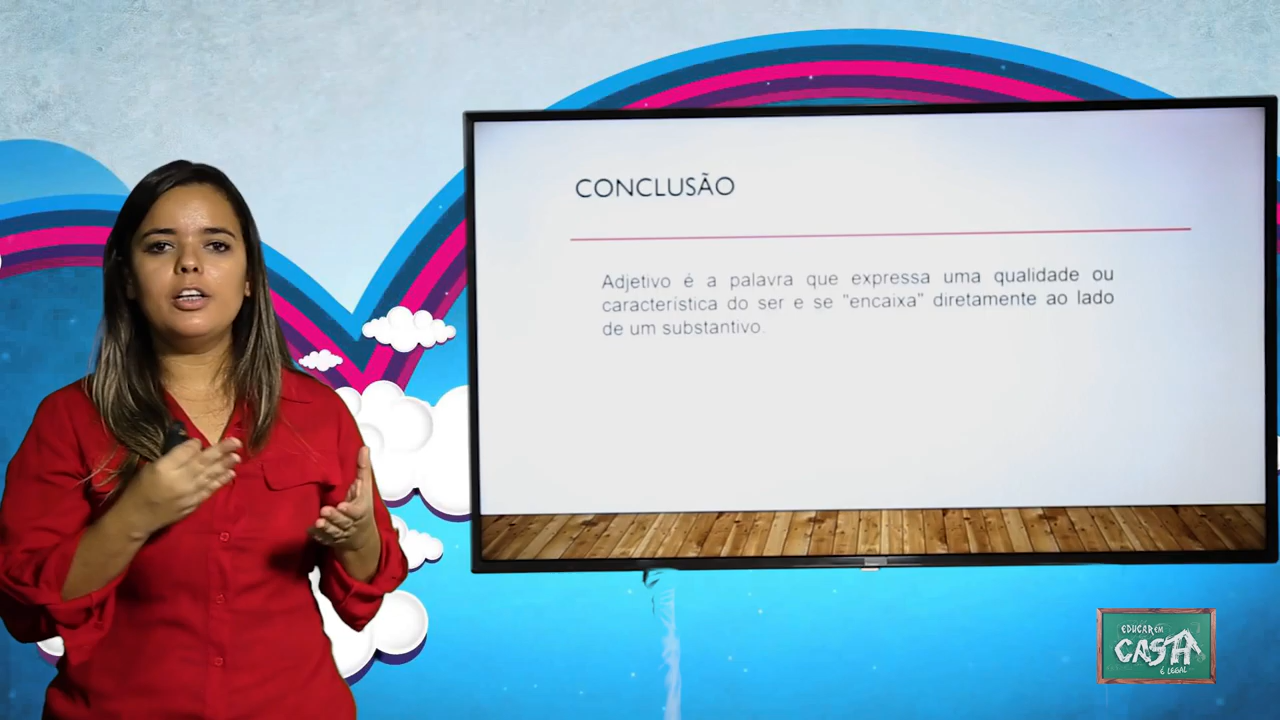 CONCLUSÃO
Adjetivo é a palavra que expressa uma qualidade ou
característica do ser e se "encaixa" diretamente ao lado
de um substantivo.
EDUCAR EM
CASA
É LEGAL